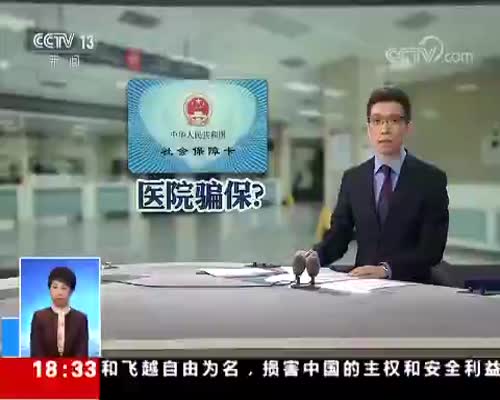 CCTV 13
新闻
cctv.com
中华人民共和国
社会保障卡
医院骗保?
18:33
和飞越自由为名，损害中国的主权和安全利益